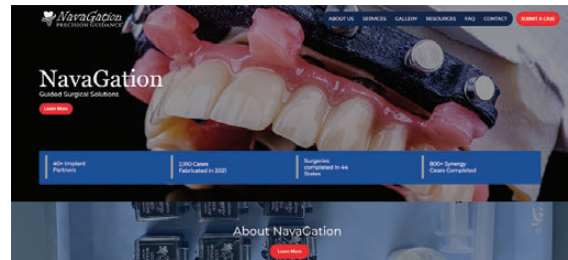 NavaGation
PRECISION GUIDANCE
ABOUT US SERVICES GALLERY RESOURCES FAQ CONTACT SUBMIT A CASE
NavaGation
Guided Surgical Solutions
Learn More
40+ Implant
Partners
2,910 Cases
Fabricated in 2021
Surgeries
completed in 44
States
800+ Synergy
Cases Completed
About NavaGation
Learn More